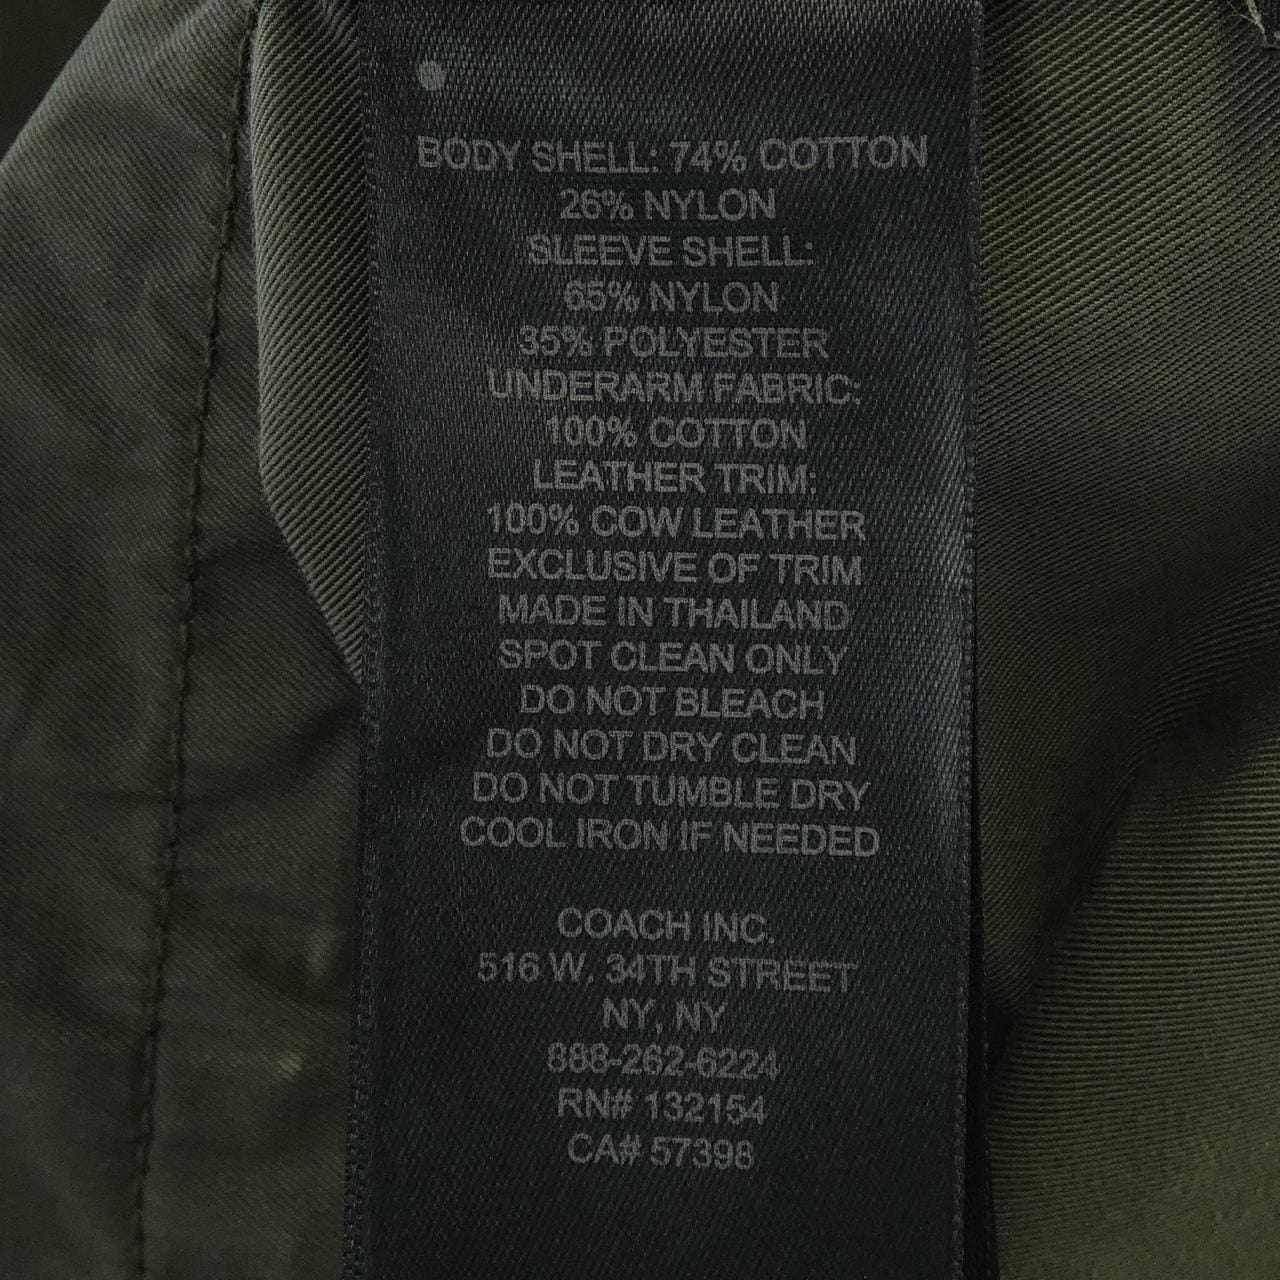 BODY SHELL: 74% COTTON
26% NYLON
SLEEVE SHELL:
65% NYLON
35% POLYESTER
UNDERARM FABRIC:
100% COTTON
LEATHER TRIM:
100% COW LEATHER
EXCLUSIVE OF TRIM
MADE IN THAILAND
SPOT CLEAN ONLY
DO NOT BLEACH
DO NOT DRY CLEAN
DO NOT TUMBLE DRY
COOL IRON IF NEEDED
COACH INC.
516 W. 34TH STREET
NY, NY
888-262-6224
RN# 132154
CA# 57398